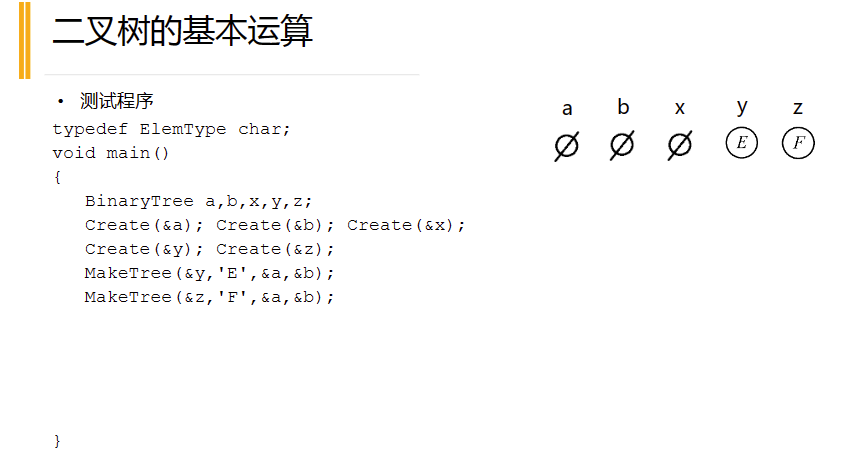 二叉树的基本运算
• 测试程序
typedef ElemType char;
void main()
{
BinaryTree a,b,x,y,z;
Create(&a); Create(&b); Create(&x);
Create(&y); Create(&z);
MakeTree(&y,'E',&a,&b);
MakeTree(&z,'F',&a,&b);
}
a b x y z
∅ ∅ ∅ E F